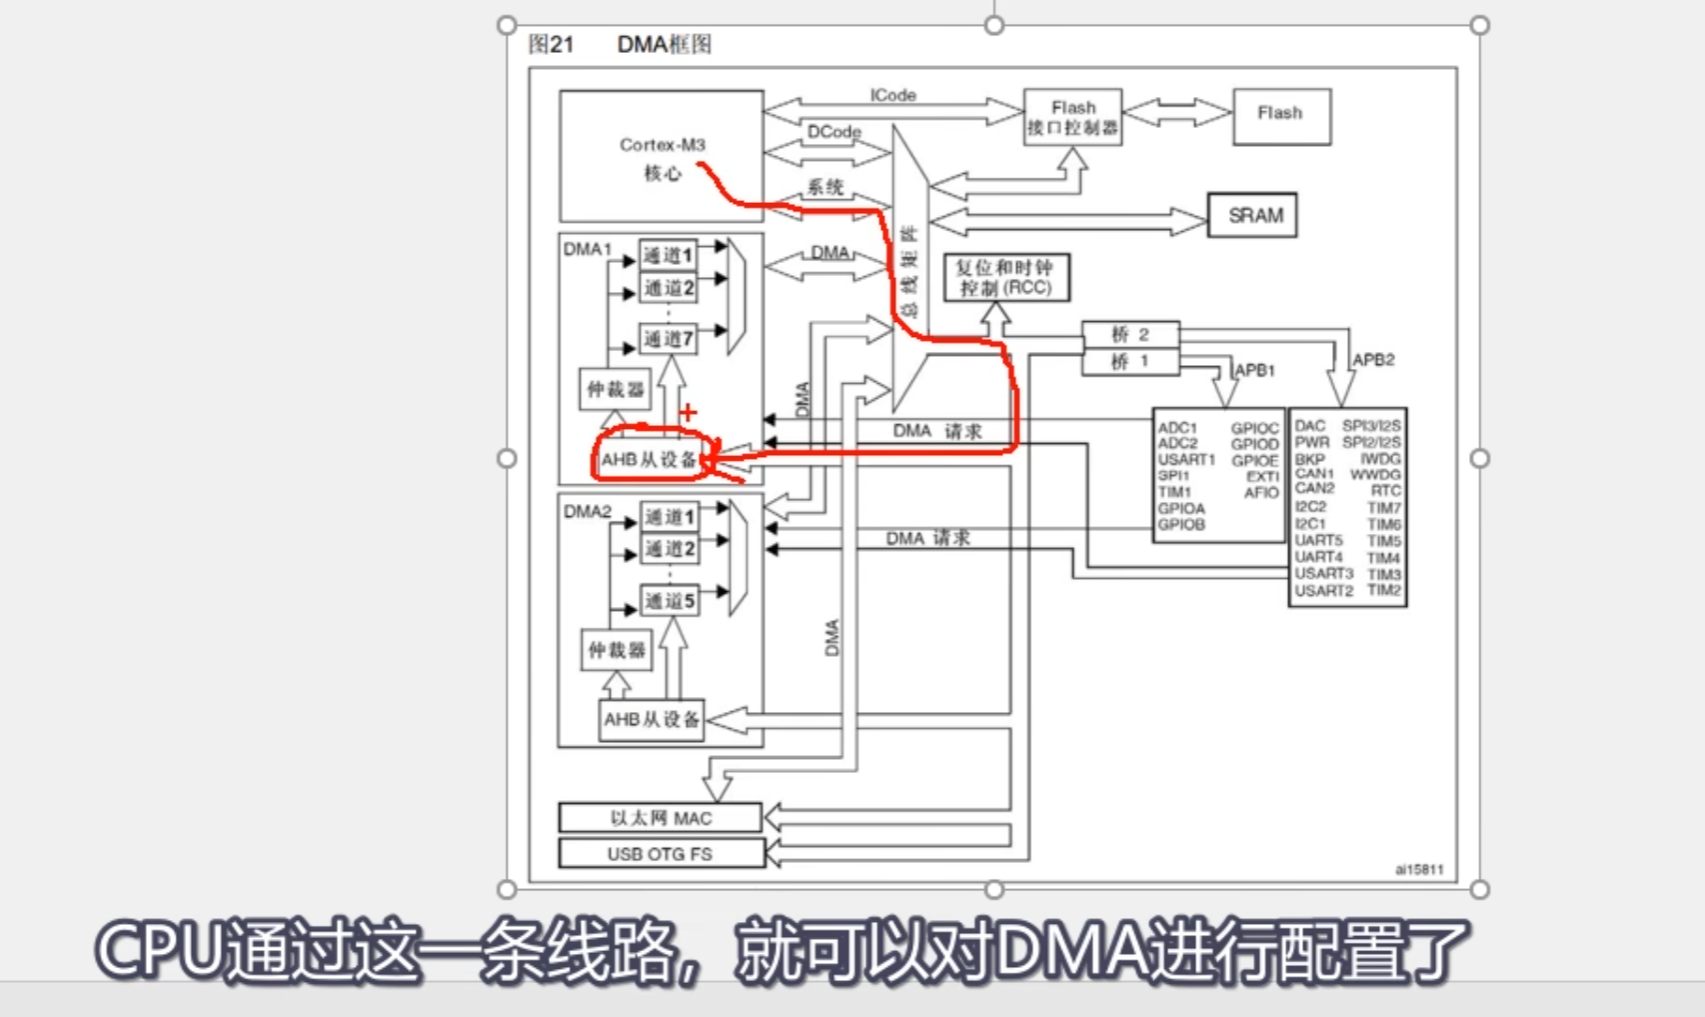 图21 DMA框图
ICode
Cortex-M3
核心
Flash
接口控制器
Flash
DCode
系统
SRAM
总线矩阵
DMA1
通道1
通道2
通道7
DMA
复位和时钟
控制(RCC)
桥 2
桥 1
APB2
APB1
仲裁器
DMA
AHB从设备
DMA 请求
ADC1 GPIOC
ADC2 GPIOD
USART1 GPIOE
SPI1 EXTI
TIM1 AFIO
GPIOA
GPIOB
DAC SPI3/I2S
PWR SPI2/I2S
BKP IWDG
CAN1 WWDG
CAN2 RTC
I2C2 TIM7
I2C1 TIM6
UART5 TIM5
UART4 TIM4
USART3 TIM3
USART2 TIM2
DMA2
通道1
通道2
通道5
DMA 请求
仲裁器
DMA
AHB从设备
以太网 MAC
USB OTG FS
ai15811
CPU通过这一条线路，就可以对DMA进行配置了